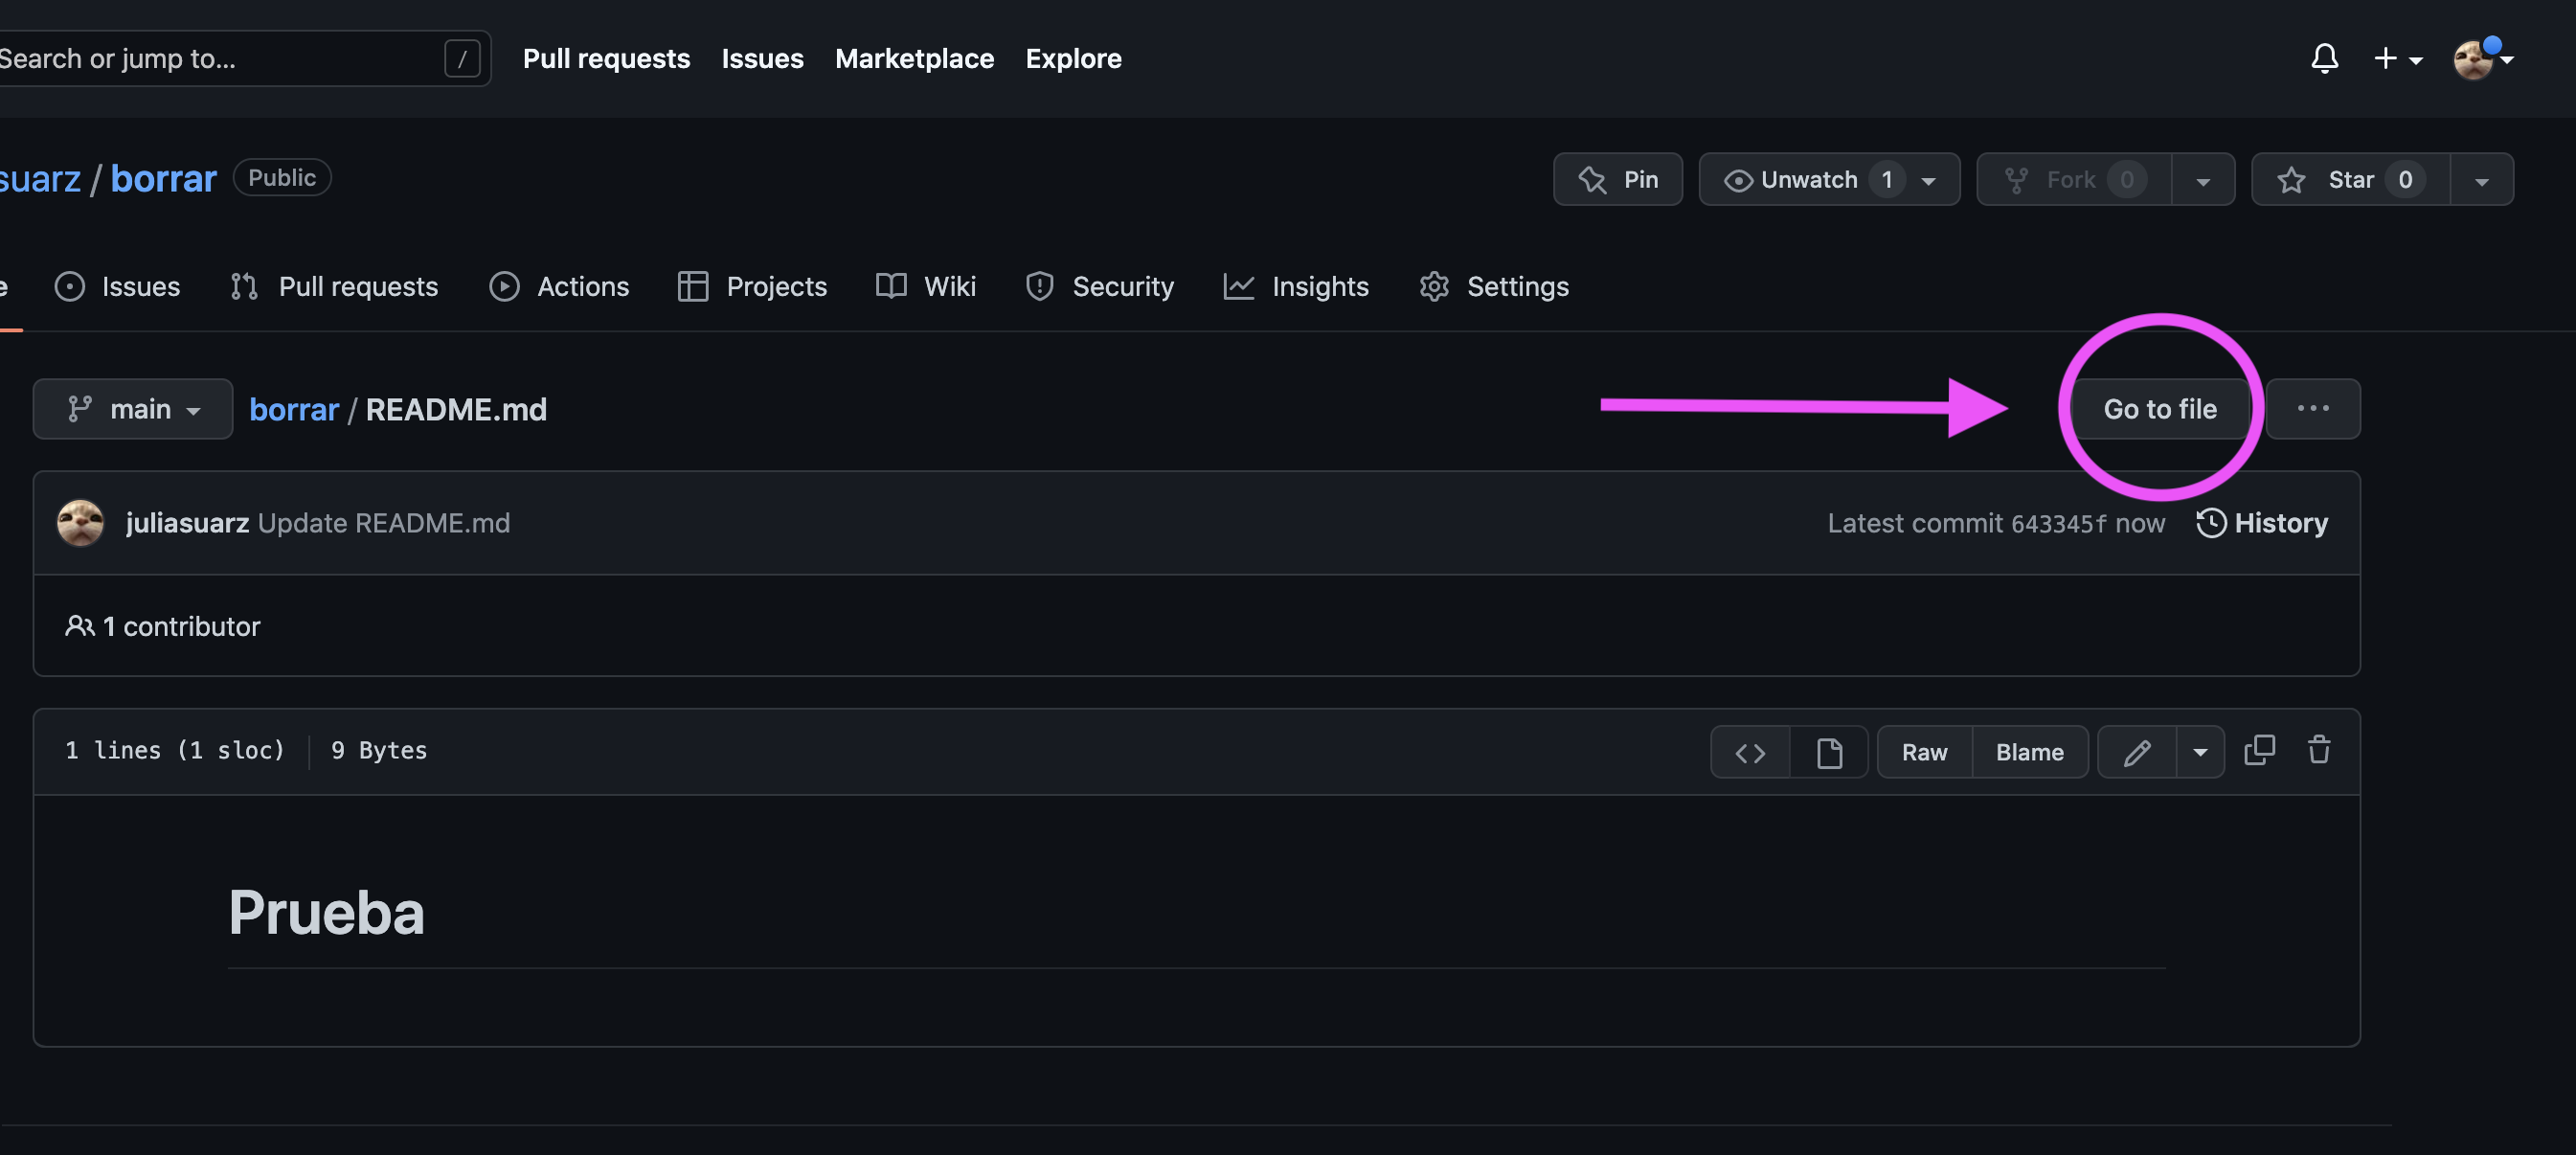 Search or jump to... / Pull requests Issues Marketplace Explore
suarz / borrar Public Pin Unwatch 1 Fork 0 Star 0
e Issues Pull requests Actions Projects Wiki Security Insights Settings
main borrar / README.md Go to file ...
juliasuarz Update README.md Latest commit 643345f now History
1 contributor
1 lines (1 sloc) 9 Bytes <> Raw Blame
Prueba